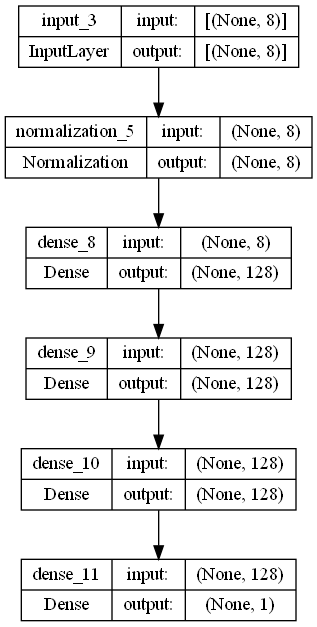 input_3 input: [(None, 8)]
InputLayer output: [(None, 8)]
normalization_5 input: (None, 8)
Normalization output: (None, 8)
dense_8 input: (None, 8)
Dense output: (None, 128)
dense_9 input: (None, 128)
Dense output: (None, 128)
dense_10 input: (None, 128)
Dense output: (None, 128)
dense_11 input: (None, 128)
Dense output: (None, 1)